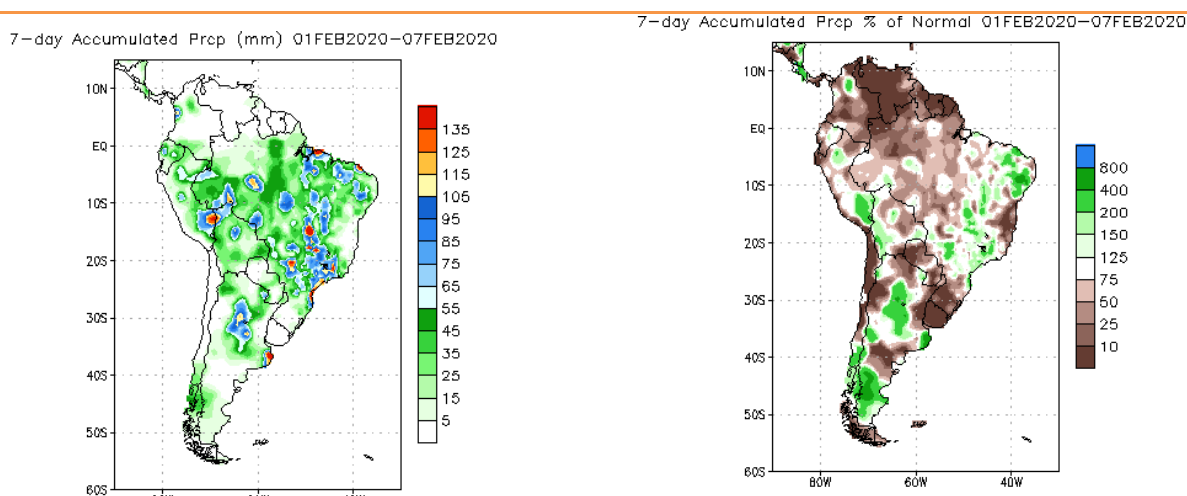 7-day Accumulated Prcp % of Normal 01FEB2020-07FEB2020
7-day Accumulated Prcp (mm) 01FEB2020-07FEB2020
10N
EQ
10S
20S
30S
40S
50S
60S
135
125
115
105
95
85
75
65
55
45
35
25
15
5
10N
EQ
10S
20S
30S
40S
50S
60S
80W
60W
40W
800
400
200
150
125
75
50
25
10